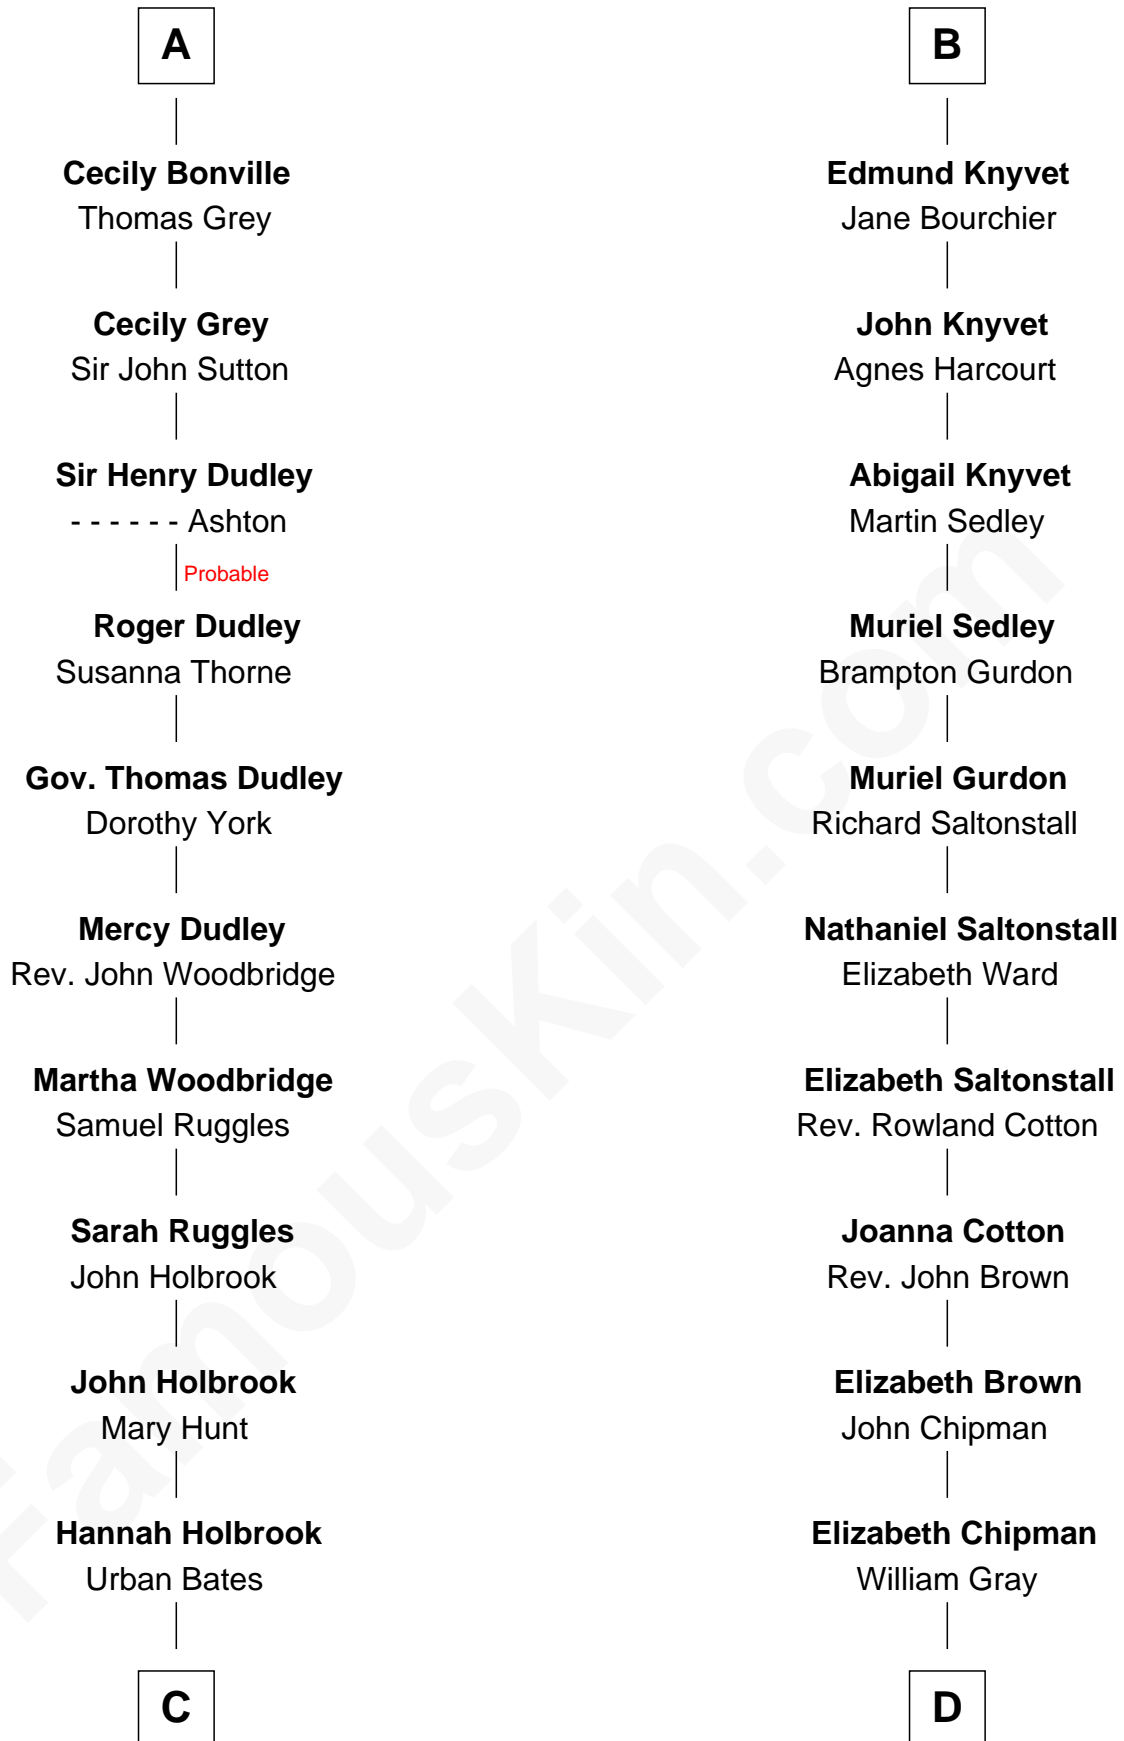 A
Cecily Bonville
Thomas Grey
Cecily Grey
Sir John Sutton
Sir Henry Dudley
- - - - - - Ashton
Probable
Roger Dudley
Susanna Thorne
Gov. Thomas Dudley
Dorothy York
Mercy Dudley
Rev. John Woodbridge
Martha Woodbridge
Samuel Ruggles
Sarah Ruggles
John Holbrook
John Holbrook
Mary Hunt
Hannah Holbrook
Urban Bates
C
B
Edmund Knyvet
Jane Bourchier
John Knyvet
Agnes Harcourt
Abigail Knyvet
Martin Sedley
Muriel Sedley
Brampton Gurdon
Muriel Gurdon
Richard Saltonstall
Nathaniel Saltonstall
Elizabeth Ward
Elizabeth Saltonstall
Rev. Rowland Cotton
Joanna Cotton
Rev. John Brown
Elizabeth Brown
John Chipman
Elizabeth Chipman
William Gray
D
FamousKin.com